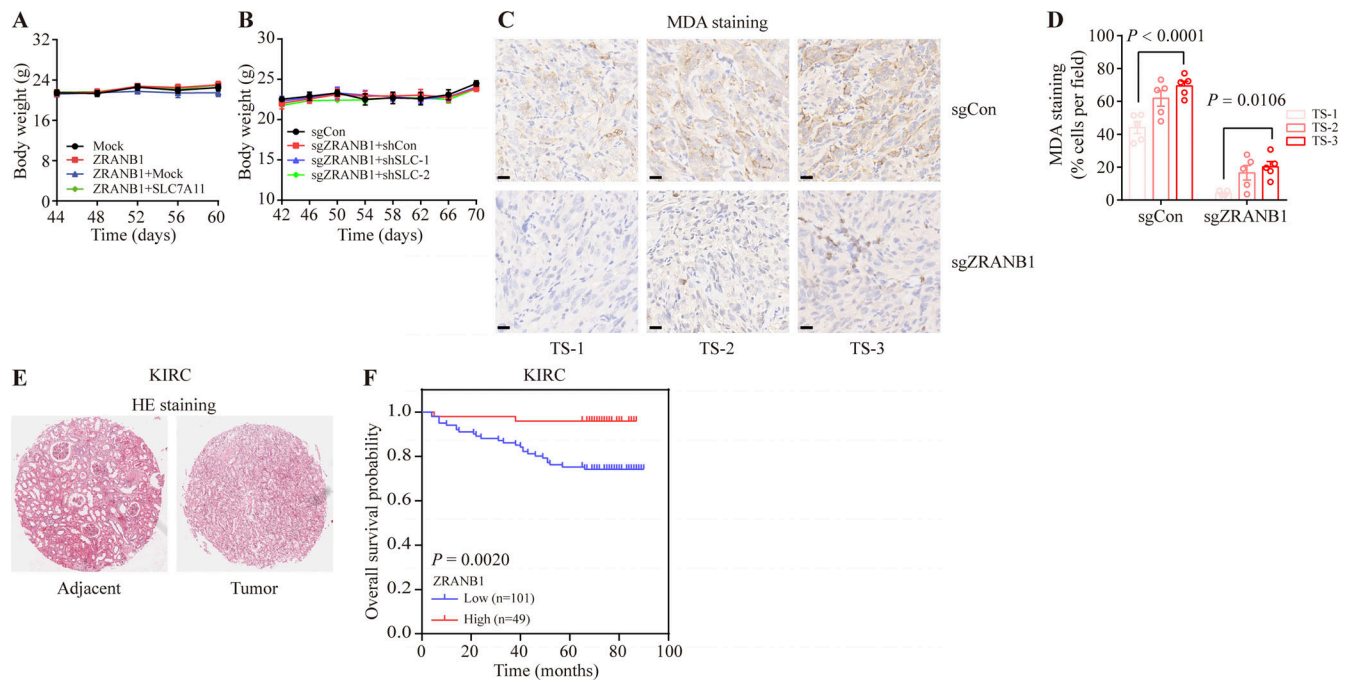 A
Body weight (g)
32
24
16
8
0
Mock
ZRANB1
ZRANB1+Mock
ZRANB1+SLC7A11
44 48 52 56 60
Time (days)
B
Body weight (g)
30
25
20
15
10
sgCon
sgZRANB1+shCon
sgZRANB1+shSLC-1
sgZRANB1+shSLC-2
42 46 50 54 58 62 66 70
Time (days)
C
MDA staining
sgCon
sgZRANB1
TS-1 TS-2 TS-3
D
MDA staining
(% cells per field)
100
80
60
40
20
0
P < 0.0001
P = 0.0106
TS-1
TS-2
TS-3
sgCon sgZRANB1
E
KIRC
HE staining
Adjacent Tumor
F
KIRC
Overall survival probability
1.0
0.8
0.6
0.4
0.2
0.0
P = 0.0020
ZRANB1
Low (n=101)
High (n=49)
0 20 40 60 80 100
Time (months)